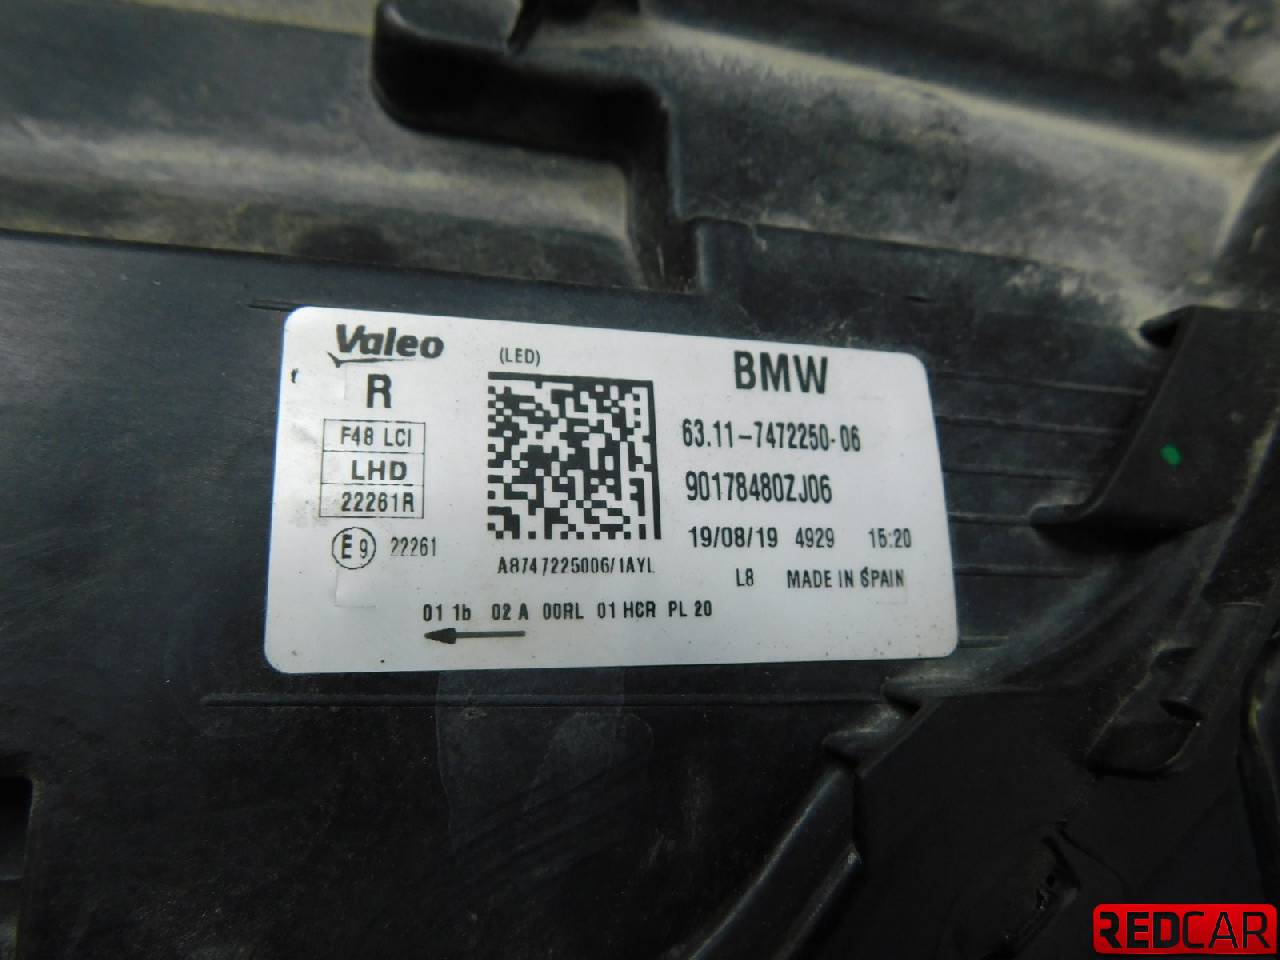 Valeo
(LED)
BMW
R
F48 LCI
LHD
22261R
E9 22261
A8747225006/1AYL
63.11-7472250-06
90178480ZJ06
19/08/19 4929 15:20
L8 MADE IN SPAIN
01 1b 02 A 00RL 01 HCR PL 20
REDCAR